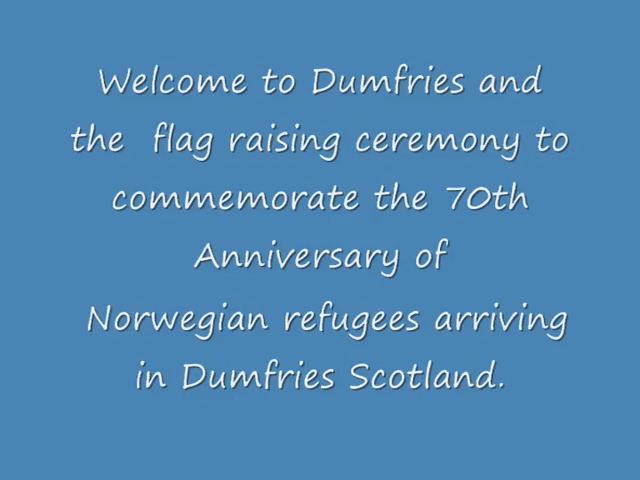 Welcome to Dumfries and
the flag raising ceremony to
commemorate the 70th
Anniversary of
Norwegian refugees arriving
in Dumfries Scotland.